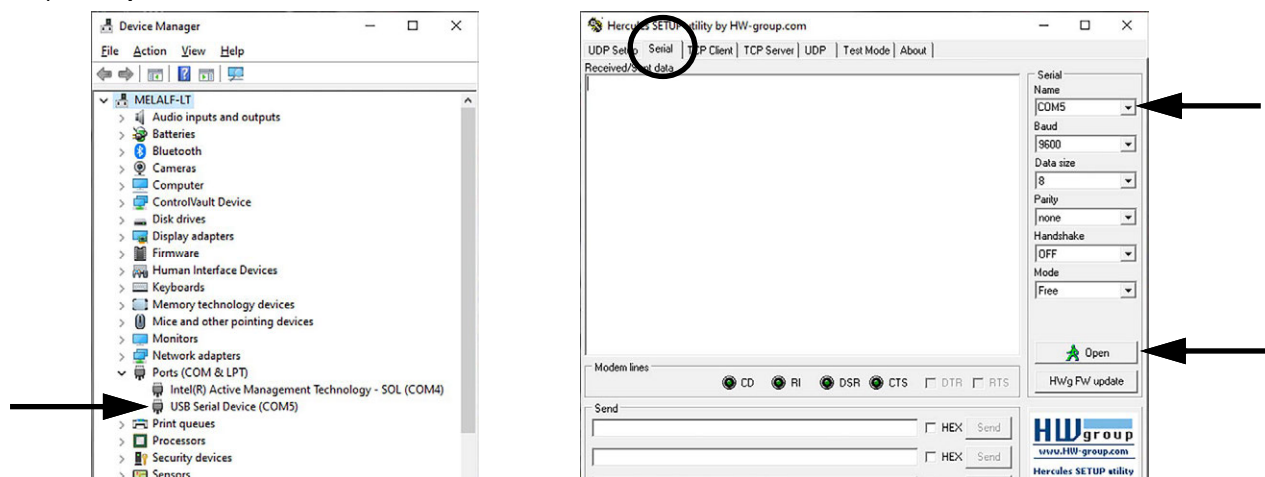 Device Manager
File Action View Help
MELALF-LT
Audio inputs and outputs
Batteries
Bluetooth
Cameras
Computer
ControlVault Device
Disk drives
Display adapters
Firmware
Human Interface Devices
Keyboards
Memory technology devices
Mice and other pointing devices
Monitors
Network adapters
Ports (COM & LPT)
Intel(R) Active Management Technology - SOL (COM4)
USB Serial Device (COM5)
Print queues
Processors
Security devices
Sensors
Hercules SETUP utility by HW-group.com
UDP Setup Serial TCP Client TCP Server UDP Test Mode About
Received/Sent data
Serial
Name
COM5
Baud
9600
Data size
8
Parity
none
Handshake
OFF
Mode
Free
Open
HWg FW update
Modem lines
CD RI DSR CTS DTR RTS
Send
HEX Send
HEX Send
HWgroup
www.HW-group.com
Hercules SETUP utility